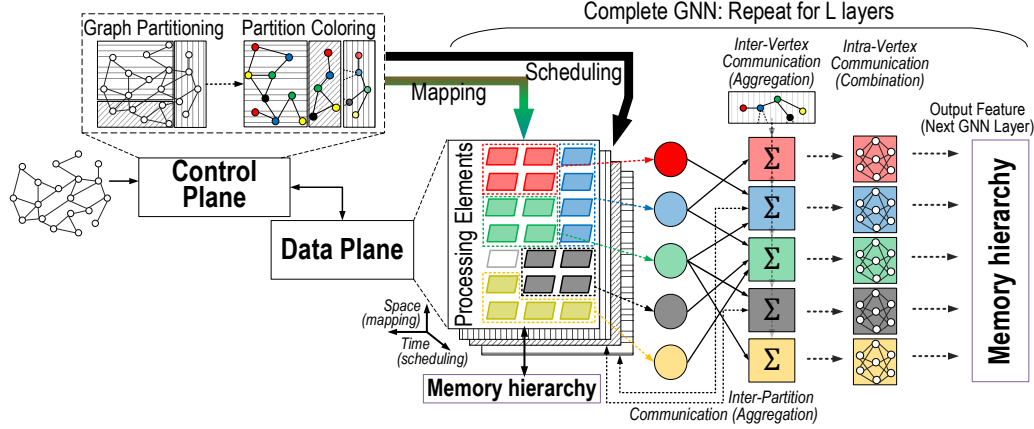 Complete GNN: Repeat for L layers
Graph Partitioning
Partition Coloring
Scheduling
Mapping
Inter-Vertex
Communication
(Aggregation)
Intra-Vertex
Communication
(Combination)
Output Feature
(Next GNN Layer)
Control
Plane
Data Plane
Processing Elements
Σ
Σ
Σ
Σ
Σ
Memory hierarchy
Space
(mapping)
Time
(scheduling)
Memory hierarchy
Inter-Partition
Communication (Aggregation)